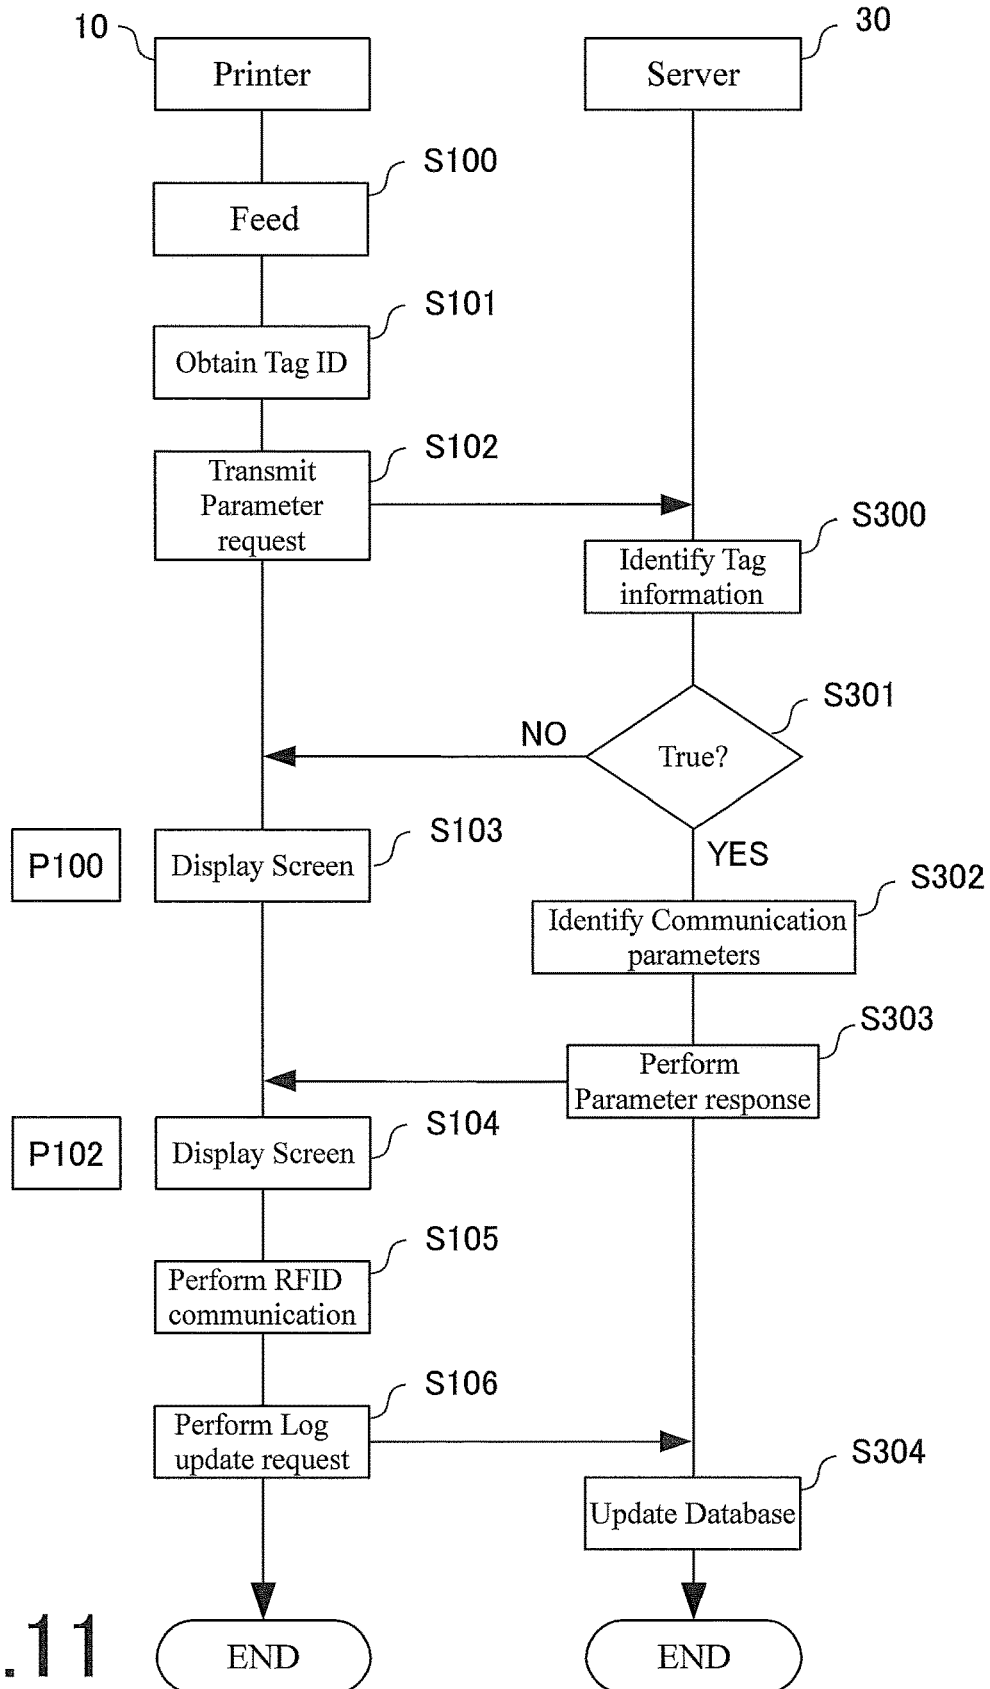 10
30
Printer
Server
S100
Feed
S101
Obtain Tag ID
S102
Transmit
Parameter
request
S300
Identify Tag
information
S301
NO
True?
S103
P100
Display Screen
YES
S302
Identify Communication
parameters
S303
Perform
Parameter response
S104
P102
Display Screen
S105
Perform RFID
communication
S106
Perform Log
update request
S304
Update Database
.11
END
END